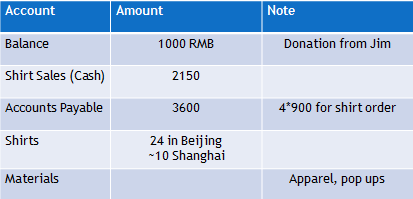 Account Amount Note
Balance 1000 RMB Donation from Jim
Shirt Sales (Cash) 2150
Accounts Payable 3600 4*900 for shirt order
Shirts 24 in Beijing
~10 Shanghai
Materials Apparel, pop ups